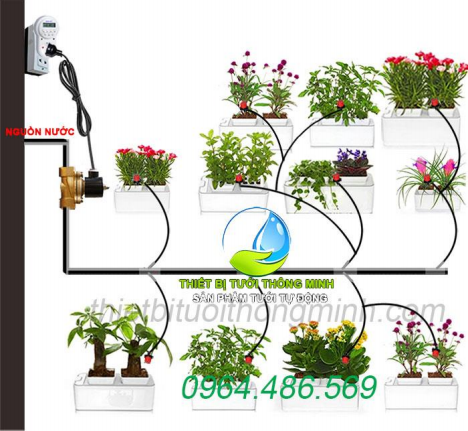 NGUỒN NƯỚC
THIẾT BỊ TƯỚI THÔNG MINH
SẢN PHẨM TƯỚI TỰ ĐỘNG
thietbituoithongminh.com
0964.486.569